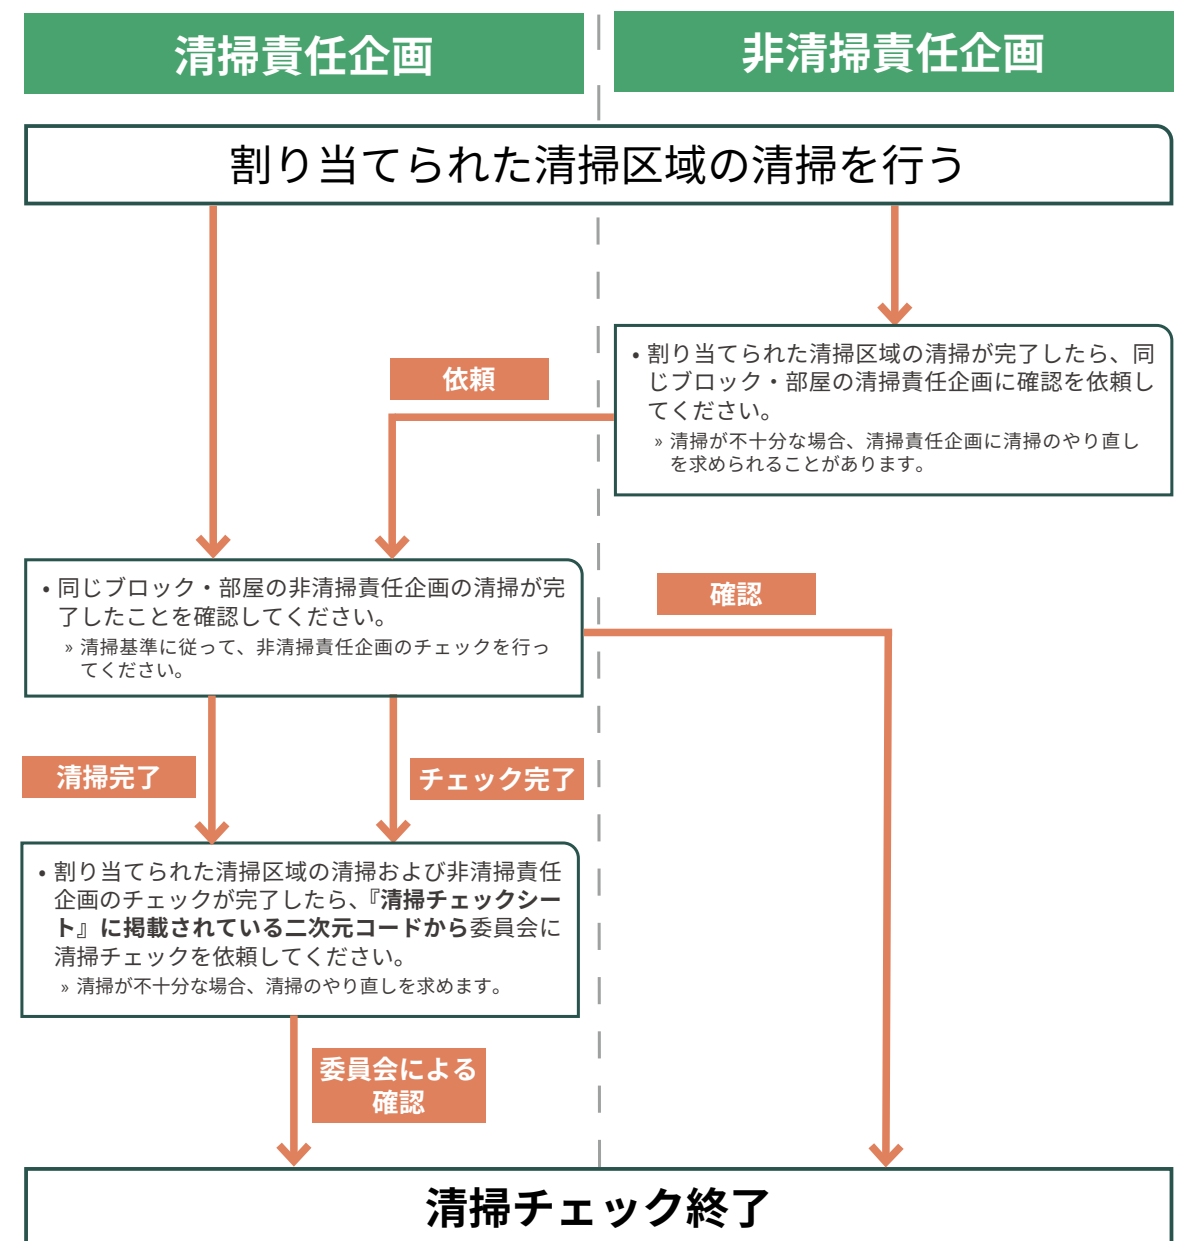 清掃責任企画
非清掃責任企画
割り当てられた清掃区域の清掃を行う
• 割り当てられた清掃区域の清掃が完了したら、同
じブロック・部屋の清掃責任企画に確認を依頼し
てください。
» 清掃が不十分な場合、清掃責任企画に清掃のやり直し
を求められることがあります。
依頼
• 同じブロック・部屋の非清掃責任企画の清掃が完
了したことを確認してください。
» 清掃基準に従って、非清掃責任企画のチェックを行っ
てください。
確認
清掃完了
チェック完了
• 割り当てられた清掃区域の清掃および非清掃責任
企画のチェックが完了したら、『清掃チェックシー
ト』に掲載されている二次元コードから委員会に
清掃チェックを依頼してください。
» 清掃が不十分な場合、清掃のやり直しを求めます。
委員会による
確認
清掃チェック終了